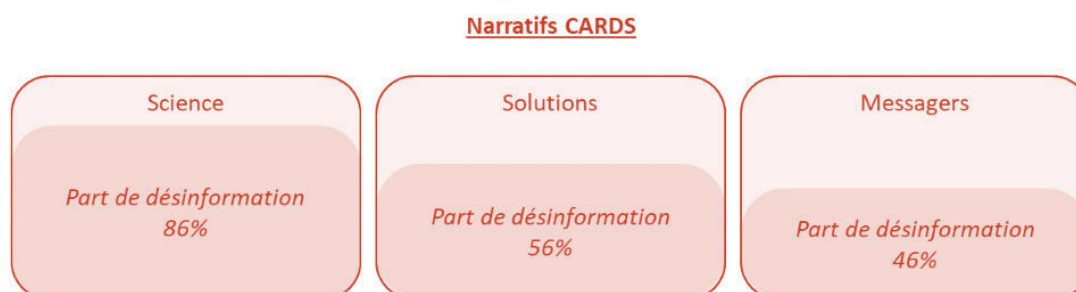 Narratifs CARDS
Science
Part de désinformation
86%
Solutions
Part de désinformation
56%
Messagers
Part de désinformation
46%